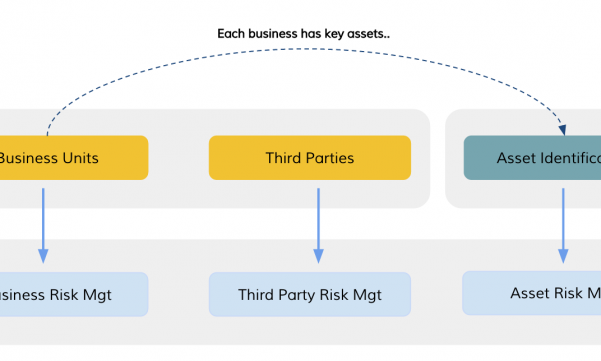 Each business has key assets..
Business Units
Third Parties
Asset Identifica
siness Risk Mgt
Third Party Risk Mgt
Asset Risk M